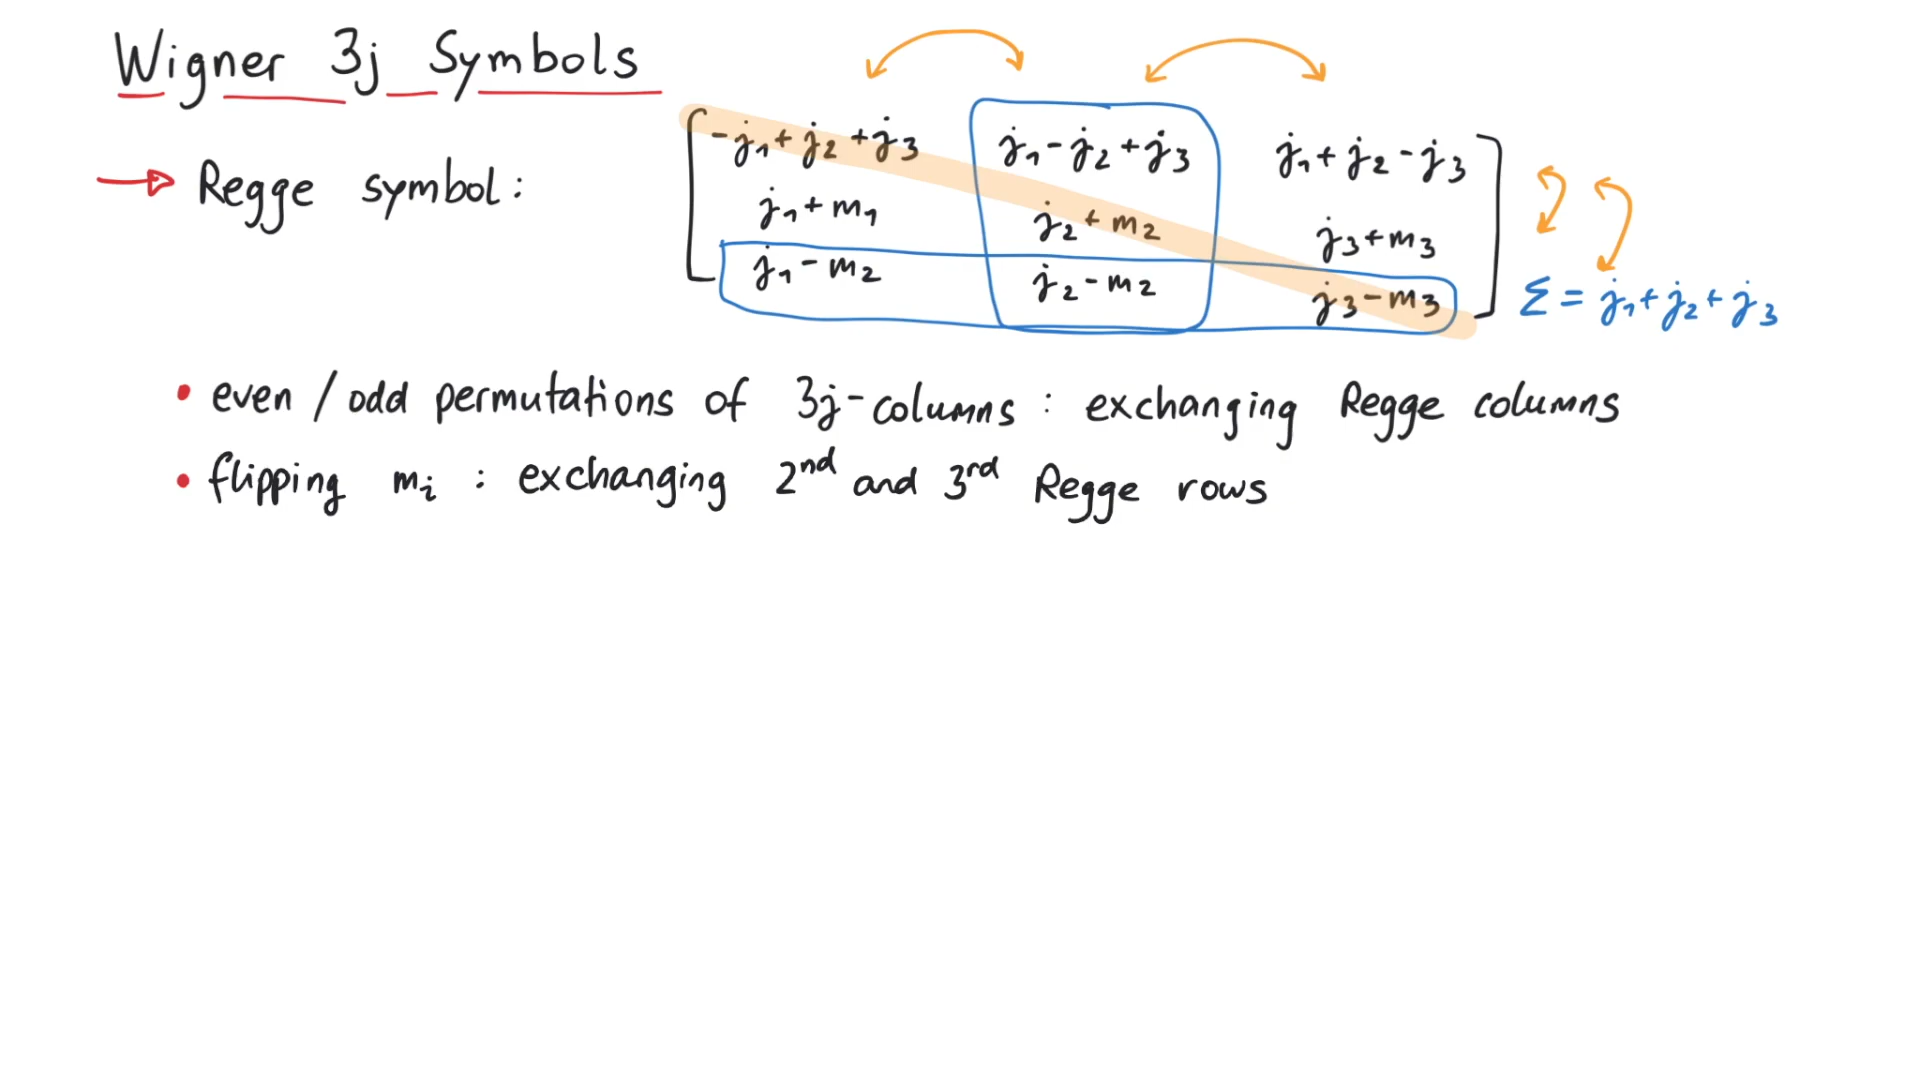 Wigner 3j Symbols
→ Regge symbol:
-j₁+j₂+j₃ j₁-j₂+j₃ j₁+j₂-j₃
j₁+m₁ j₂+m₂ j₃+m₃
j₁-m₂ j₂-m₂ j₃-m₃
Σ = j₁+j₂+j₃
• even / odd permutations of 3j-columns : exchanging Regge columns
• flipping mᵢ : exchanging 2nd and 3rd Regge rows